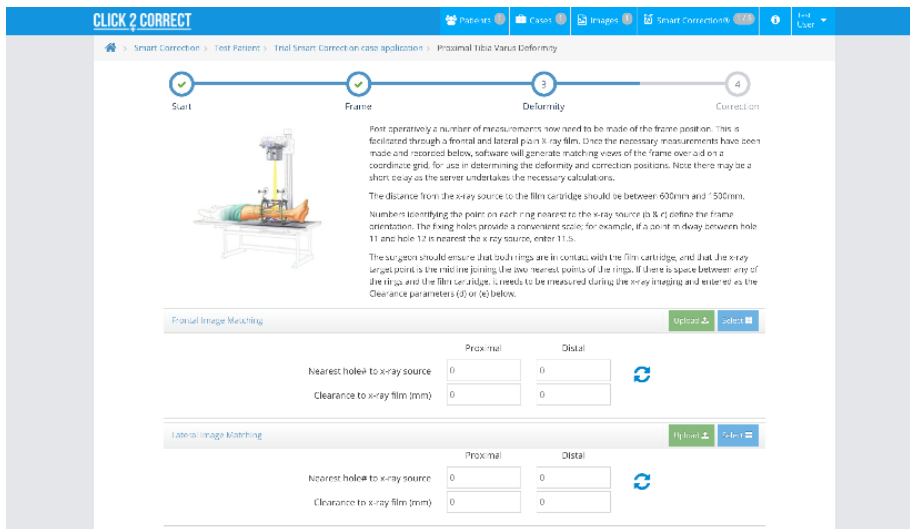 CLICK 2 CORRECT
Patients 1 Cases 1 Images 1 Smart Correction® 1/3 Test User
> Smart Correction > Test Patient > Trial Smart Correction case application > Proximal Tibia Varus Deformity
3 4
Start Frame Deformity Correction
Post operatively a number of measurements now need to be made of the frame position. This is
facilitated through a frontal and lateral plain X-ray film. Once the necessary measurements have been
made and recorded below, software will generate matching views of the frame over aid on a
coordinate grid, for use in determining the deformity and correction positions. Note there may be a
short delay as the server undertakes the necessary calculations.
The distance from the x-ray source to the film cartridge should be between 600mm and 1500mm.
Numbers identifying the point on each ring nearest to the x-ray source (b & c) define the frame
orientation. The fixing holes provide a convenient scale; for example, if a point midway between hole
11 and hole 12 is nearest the x-ray source, enter 11.5.
The surgeon should ensure that both rings are in contact with the film cartridge, and that the x-ray
target point is the midline joining the two nearest points of the rings. If there is space between any of
the rings and the film cartridge, it needs to be measured during the x-ray imaging and entered as the
Clearance parameters (d) or (e) below.
Frontal Image Matching Upload Select
Proximal Distal
Nearest hole# to x-ray source 0 0
Clearance to x-ray film (mm) 0 0
Lateral Image Matching Upload Select
Proximal Distal
Nearest hole# to x-ray source 0 0
Clearance to x-ray film (mm) 0 0